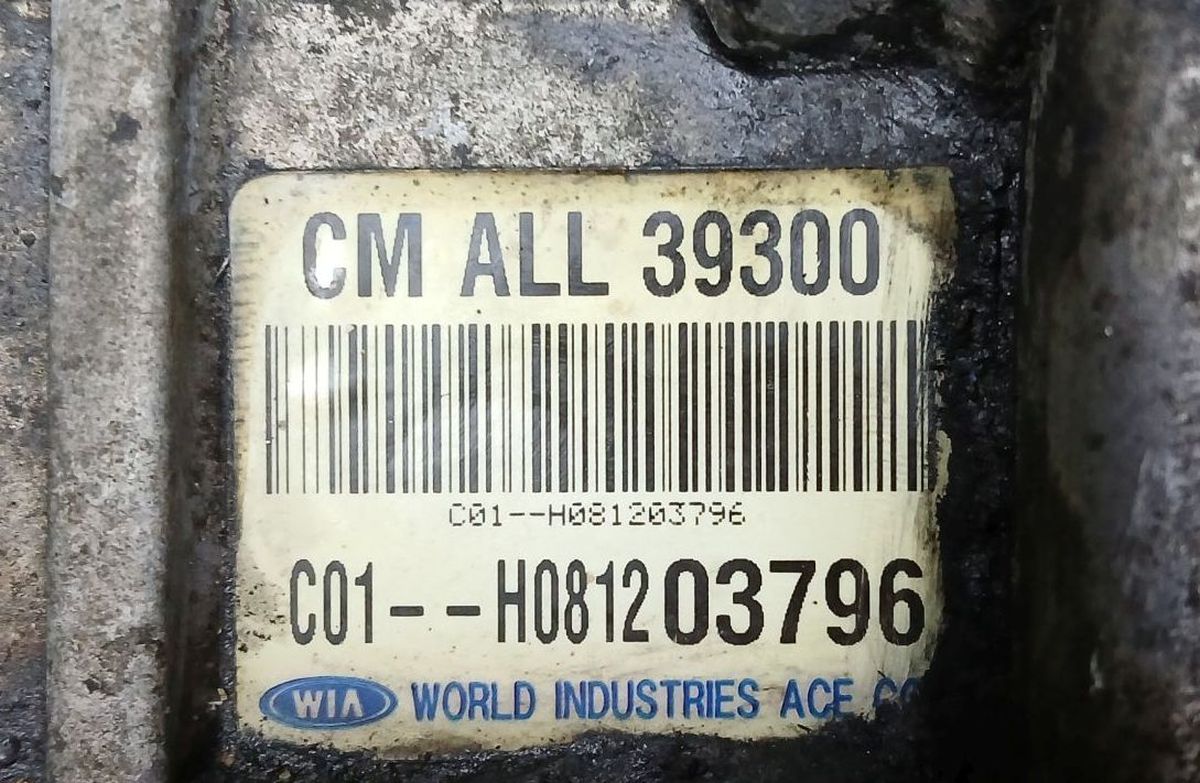 CM ALL 39300
C01--H081203796
C01--H081203796
WIA WORLD INDUSTRIES ACE